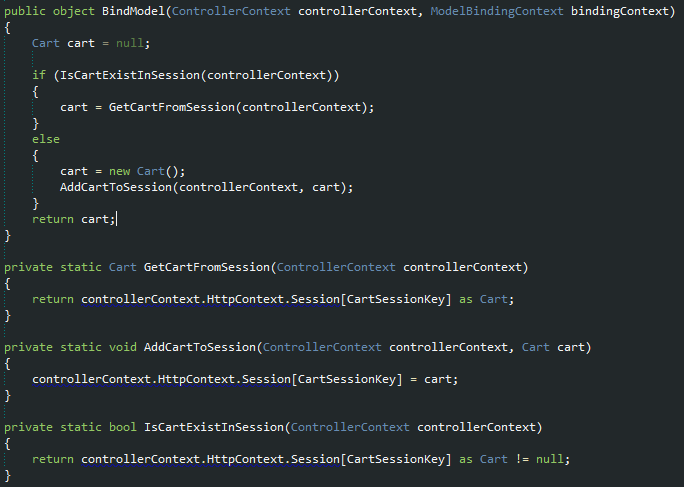 public object BindModel(ControllerContext controllerContext, ModelBindingContext bindingContext)
{
    Cart cart = null;
    if (IsCartExistInSession(controllerContext))
    {
        cart = GetCartFromSession(controllerContext);
    }
    else
    {
        cart = new Cart();
        AddCartToSession(controllerContext, cart);
    }
    return cart;
}
private static Cart GetCartFromSession(ControllerContext controllerContext)
{
    return controllerContext.HttpContext.Session[CartSessionKey] as Cart;
}
private static void AddCartToSession(ControllerContext controllerContext, Cart cart)
{
    controllerContext.HttpContext.Session[CartSessionKey] = cart;
}
private static bool IsCartExistInSession(ControllerContext controllerContext)
{
    return controllerContext.HttpContext.Session[CartSessionKey] as Cart != null;
}